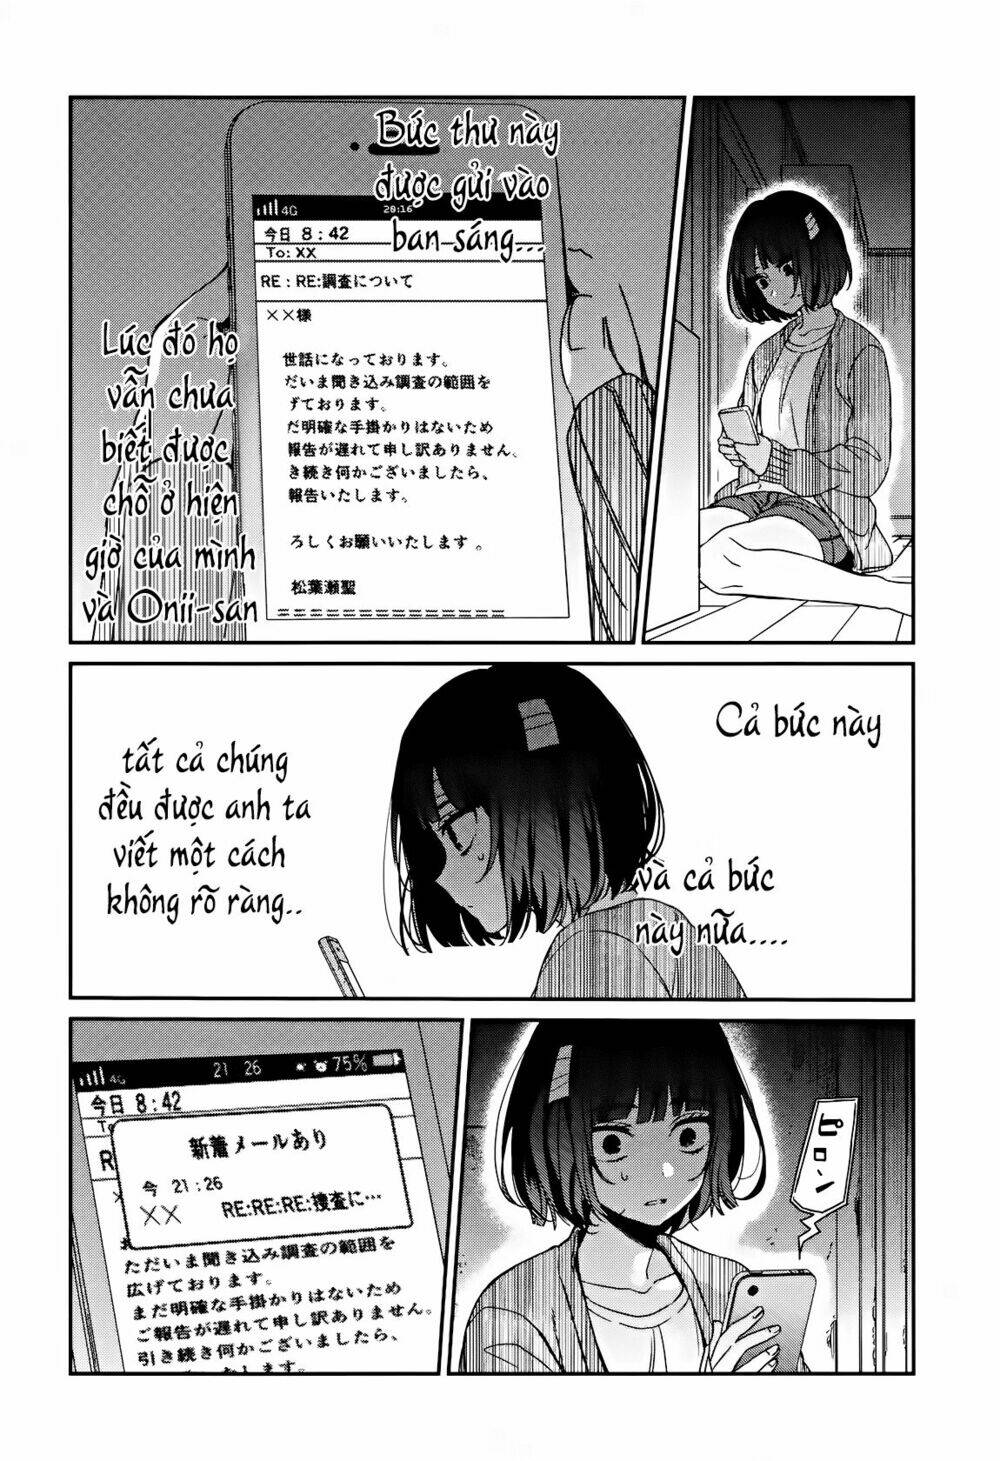 Bức thư này
được gửi vào
ban sáng...
Lúc đó họ
vẫn chưa
biết được
chỗ ở hiện
giờ của mình
và Onii-san
4G
20:16
今日 8:42
To: XX
RE:RE:調査について
××様
世話になっております。
だいま聞き込み調査の範囲を
げております。
だ明確な手掛かりはないため
報告が遅れて申し訳ありません。
き続き何かございましたら、
報告いたします。
ろしくお願いいたします。
松葉瀬聖
Cả bức này
và cả bức
này nữa....
tất cả chúng
đều được anh ta
viết một cách
không rõ ràng..
ピロン
4G 21 26 75%
今日 8:42
To
R
新着メールあり
今 21:26
×× RE:RE:RE:捜査に…
ただいま聞き込み調査の範囲を
広げております。
まだ明確な手掛かりはないため
ご報告が遅れて申し訳ありません。
引き続き何かございましたら、